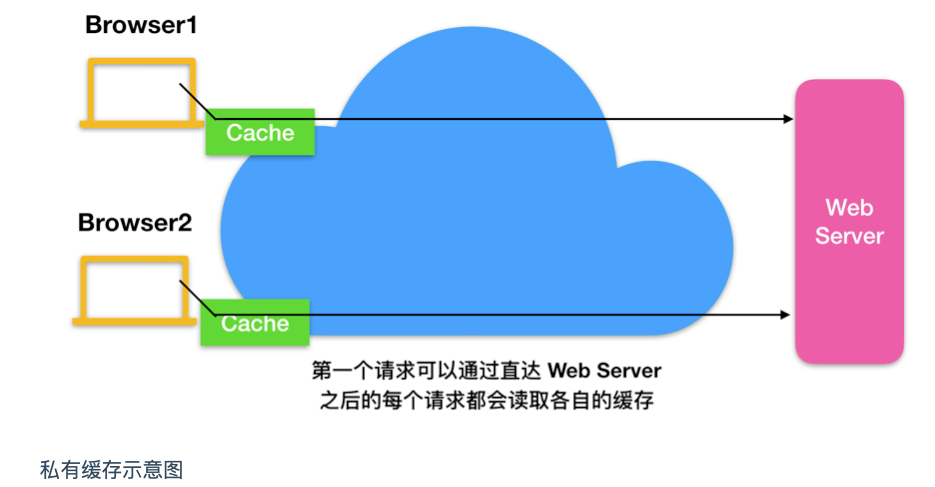 Browser1
Cache
Browser2
Cache
Web
Server
第一个请求可以通过直达 Web Server
之后的每个请求都会读取各自的缓存
私有缓存示意图